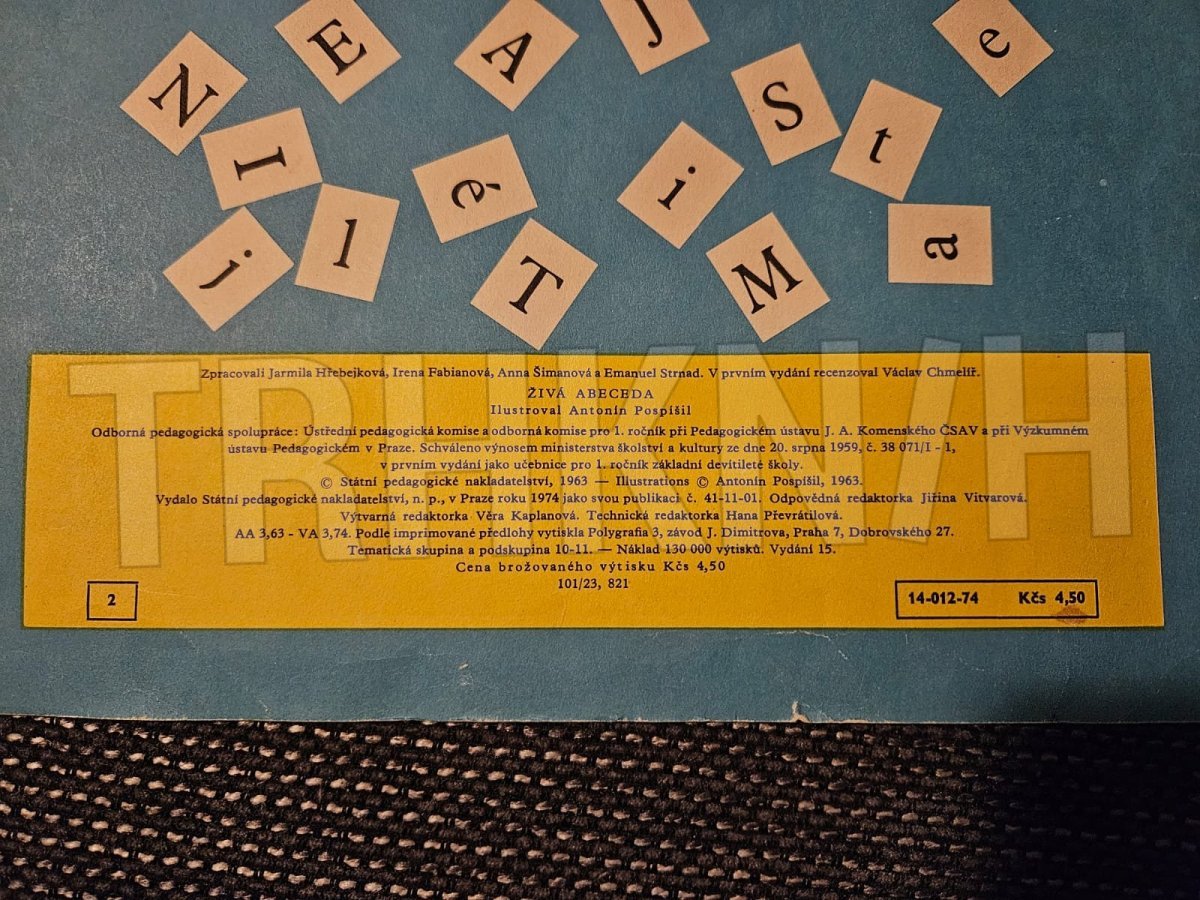 N E A J e
I S t
j l é T i M a
TRHKNIH
Zpracovali Jarmila Hřebejková, Irena Fabianová, Anna Šimanová a Emanuel Strnad. V prvním vydání recenzoval Václav Chmelíř.
ŽIVÁ ABECEDA
Ilustroval Antonín Pospíšil
Odborná pedagogická spolupráce: Ústřední pedagogická komise a odborná komise pro 1. ročník při Pedagogickém ústavu J. A. Komenského ČSAV a při Výzkumném
ústavu Pedagogickém v Praze. Schváleno výnosem ministerstva školství a kultury ze dne 20. srpna 1959, č. 38 071/I - 1,
v prvním vydání jako učebnice pro 1. ročník základní devítileté školy.
© Státní pedagogické nakladatelství, 1963 — Illustrations © Antonín Pospíšil, 1963.
Vydalo Státní pedagogické nakladatelství, n. p., v Praze roku 1974 jako svou publikaci č. 41-11-01. Odpovědná redaktorka Jiřina Vitvarová.
Výtvarná redaktorka Věra Kaplanová. Technická redaktorka Hana Převrátilová.
AA 3,63 - VA 3,74. Podle imprimované předlohy vytiskla Polygrafia 3, závod J. Dimitrova, Praha 7, Dobrovského 27.
Tematická skupina a podskupina 10-11. — Náklad 130 000 výtisků. Vydání 15.
Cena brožovaného výtisku Kčs 4,50
101/23, 821
2
14-012-74 Kčs 4,50